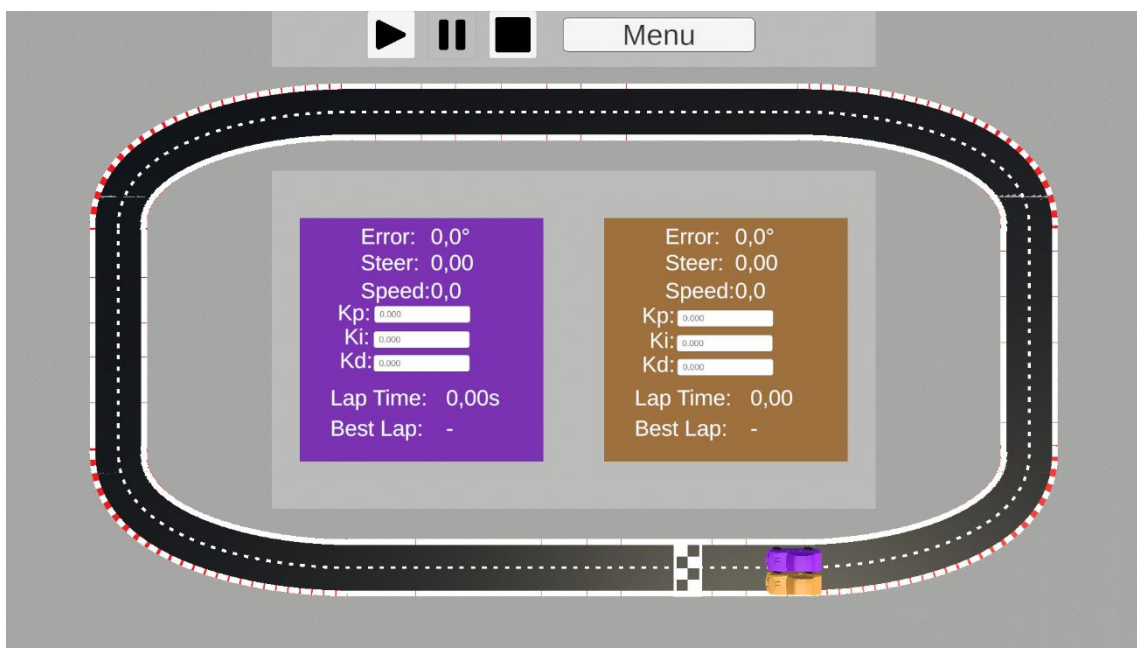 Menu
Error: 0,0°
Steer: 0,00
Speed:0,0
Kp: 0.000
Ki: 0.000
Kd: 0.000
Lap Time: 0,00s
Best Lap: -
Error: 0,0°
Steer: 0,00
Speed:0,0
Kp: 0.000
Ki: 0.000
Kd: 0.000
Lap Time: 0,00
Best Lap: -